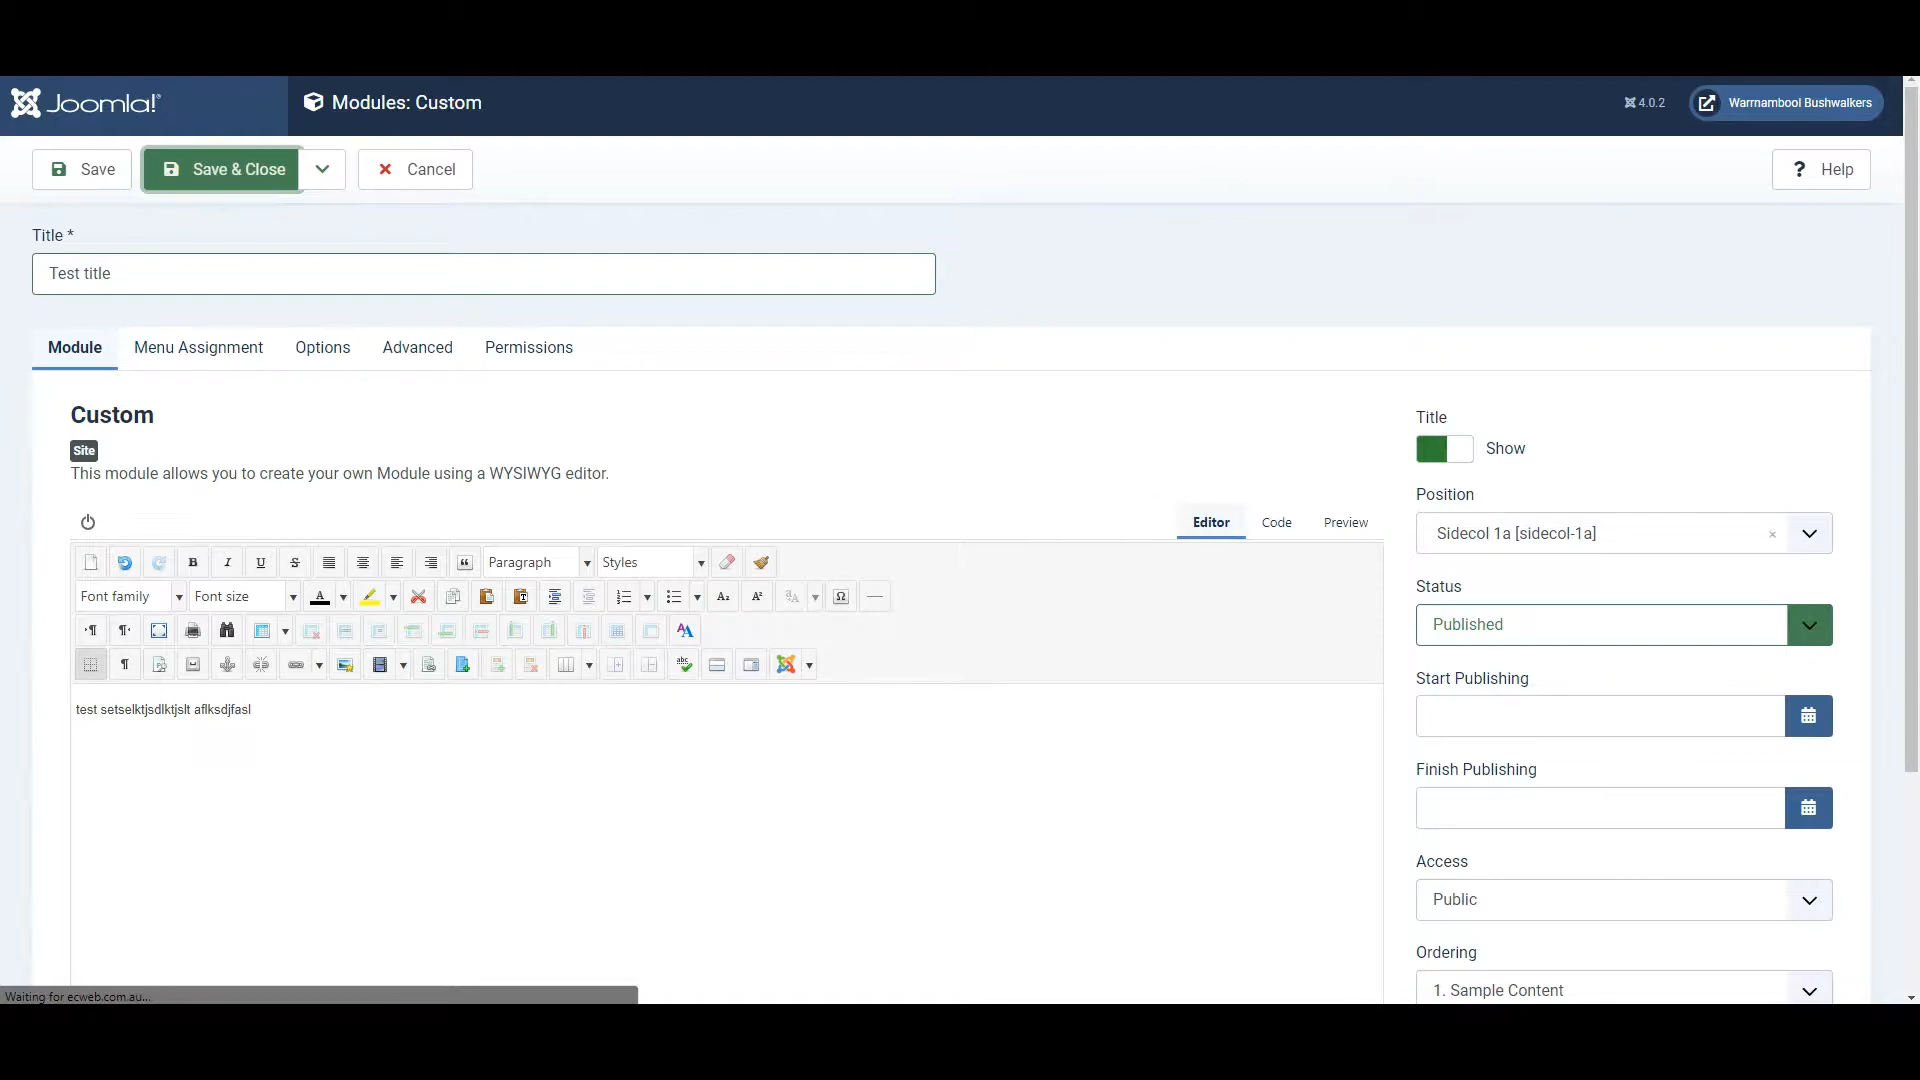 Joomla!
Modules: Custom
4.0.2
Warrnambool Bushwalkers
Save
Save & Close
Cancel
? Help
Title *
Test title
Module
Menu Assignment
Options
Advanced
Permissions
Custom
Site
This module allows you to create your own Module using a WYSIWYG editor.
Editor
Code
Preview
B I U S
Paragraph
Styles
Font family
Font size
test setselktjsdlktjslt aflksdjfasl
Title
Show
Position
Sidecol 1a [sidecol-1a]
×
Status
Published
Start Publishing
Finish Publishing
Access
Public
Ordering
1. Sample Content
Waiting for ecweb.com.au...